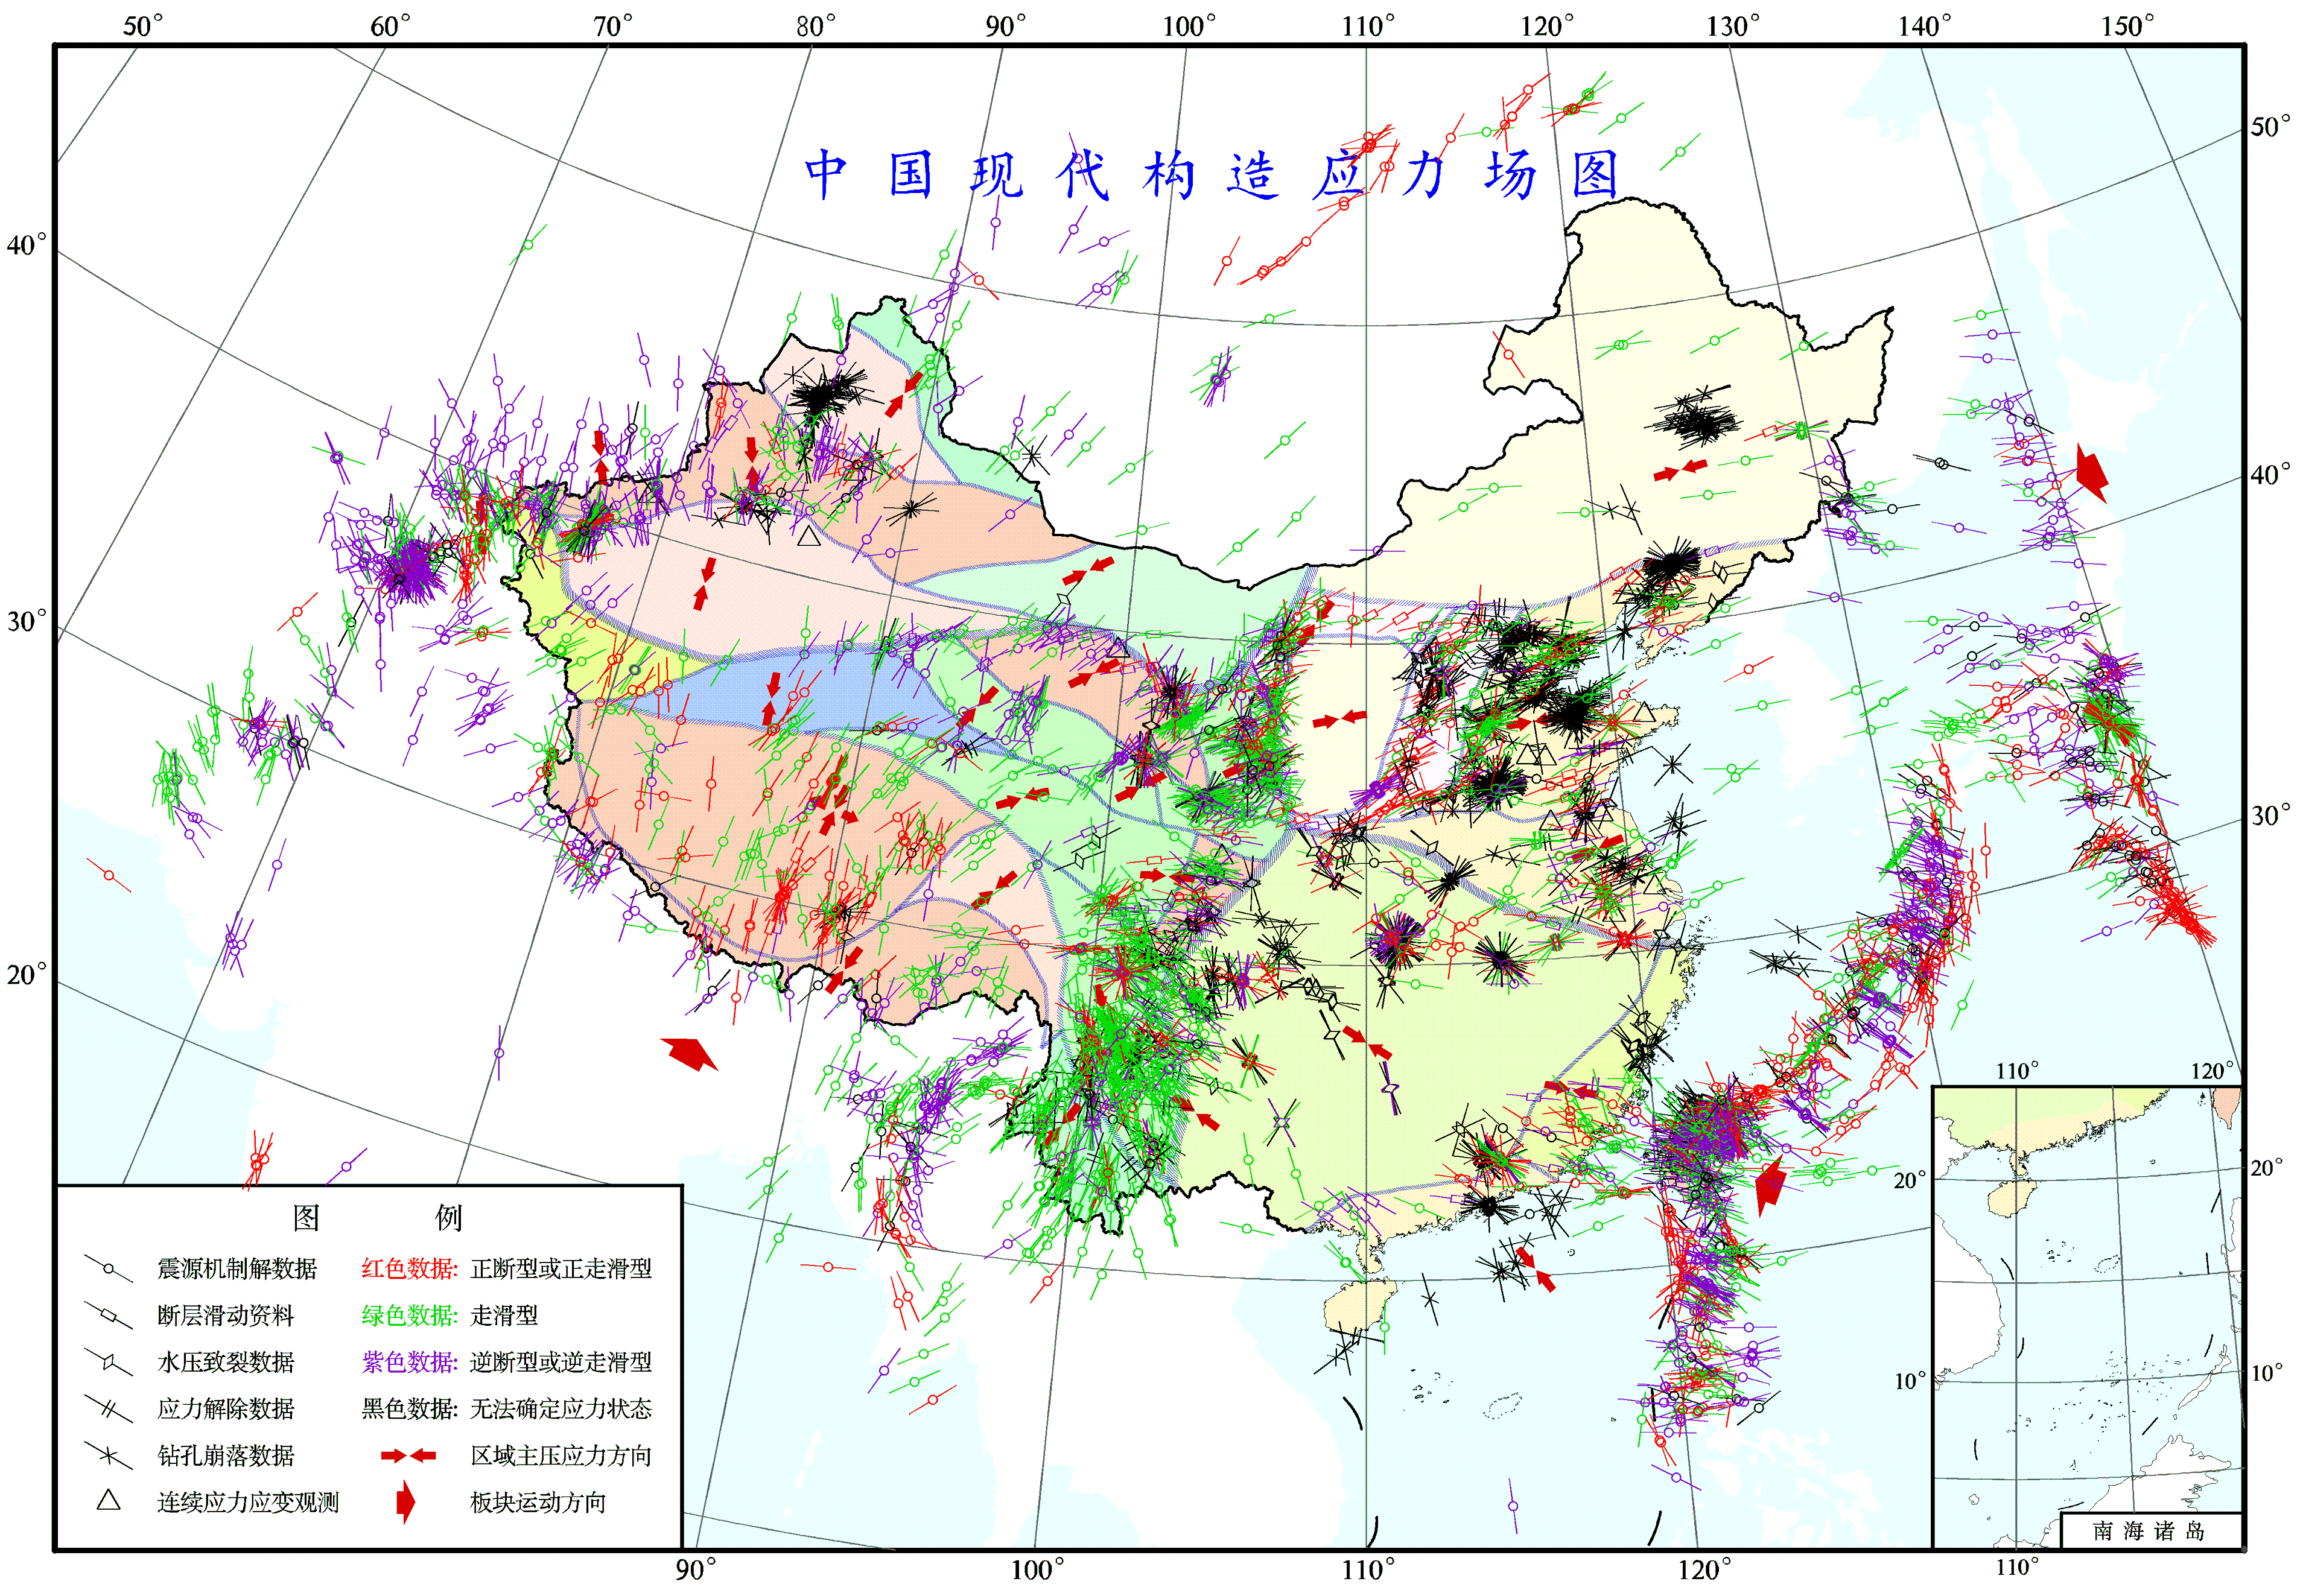 50° 60° 70° 80° 90° 100° 110° 120° 130° 140° 150°
中国现代构造应力场图
40°
30°
20°
50°
40°
30°
20°
10°
图 例
震源机制解数据 红色数据: 正断型或正走滑型
断层滑动资料 绿色数据: 走滑型
水压致裂数据 紫色数据: 逆断型或逆走滑型
应力解除数据 黑色数据: 无法确定应力状态
钻孔崩落数据 区域主压应力方向
连续应力应变观测 板块运动方向
110° 120°
20°
10°
南海诸岛
90° 100° 110° 120° 110°